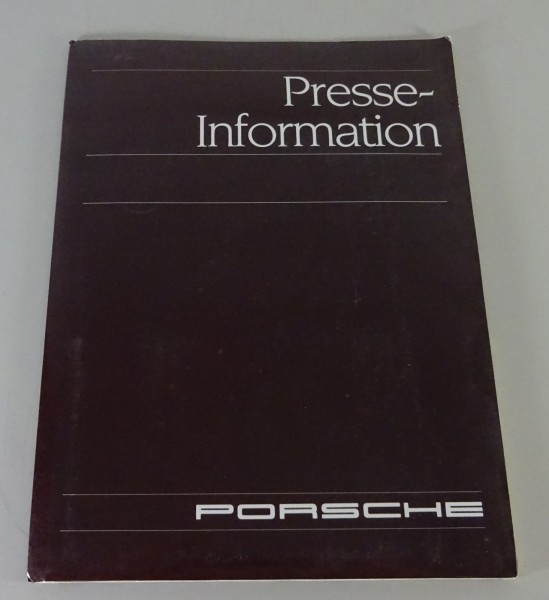 Presse-
Information
PORSCHE